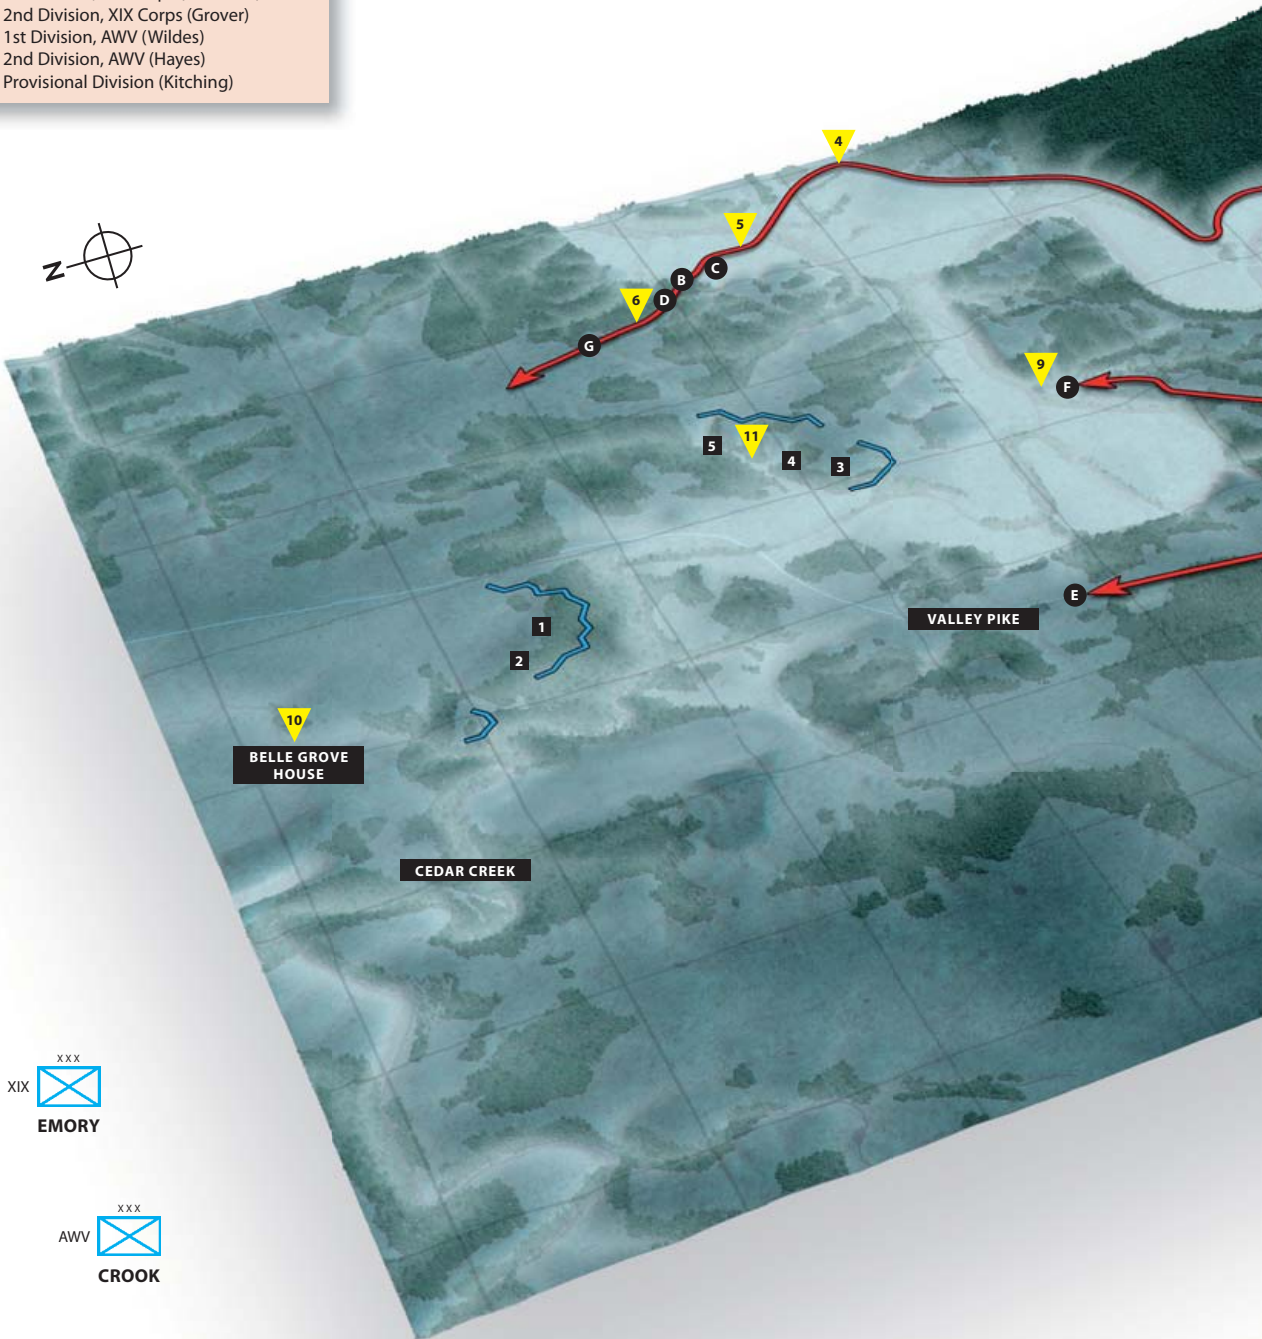 2nd Division, XIX Corps (Grover)
1st Division, AWV (Wildes)
2nd Division, AWV (Hayes)
Provisional Division (Kitching)
4
5
N
C
B
6
D
G
9
F
11
5
4
3
E
VALLEY PIKE
1
2
10
BELLE GROVE
HOUSE
CEDAR CREEK
xxx
XIX
EMORY
xxx
AWV
CROOK